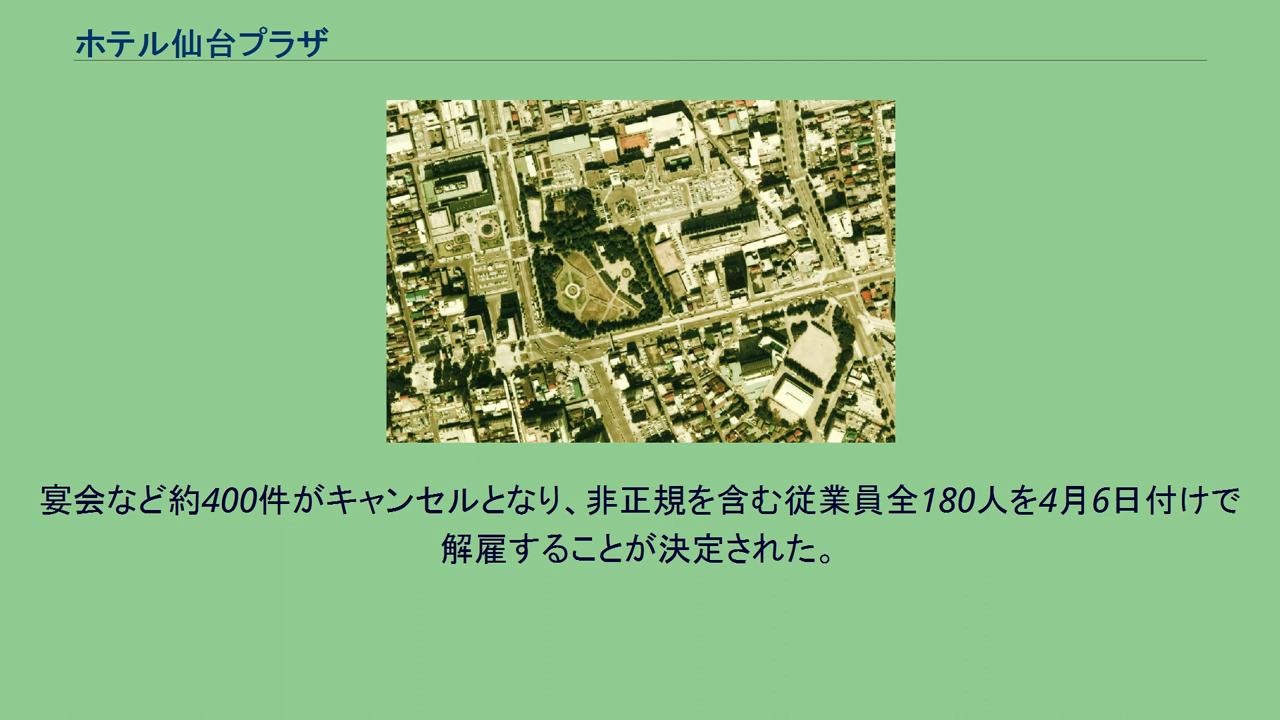 ホテル仙台プラザ
宴会など約400件がキャンセルとなり、非正規を含む従業員全180人を4月6日付けで
解雇することが決定された。